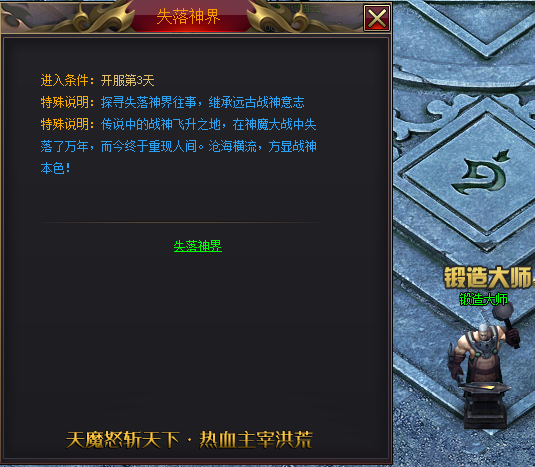 失落神界
进入条件：开服第3天
特殊说明：探寻失落神界往事，继承远古战神意志
特殊说明：传说中的战神飞升之地，在神魔大战中失
落了万年，而今终于重现人间。沧海横流，方显战神
本色！
失落神界
天魔怒斩天下·热血主宰洪荒
锻造大师
锻造大师